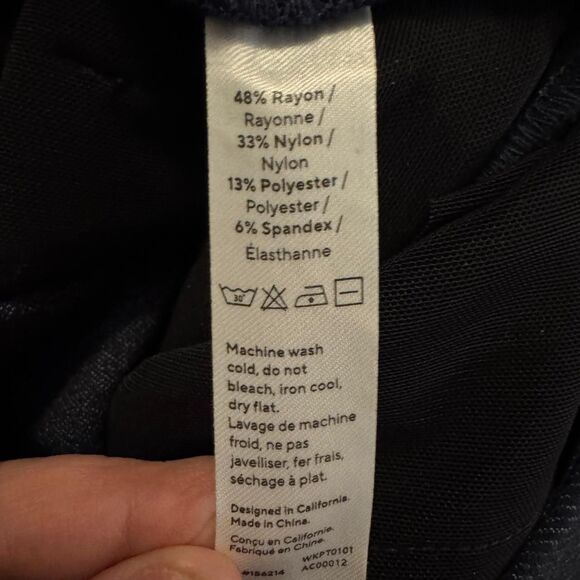 48% Rayon /
Rayonne /
33% Nylon /
Nylon
13% Polyester /
Polyester /
6% Spandex /
Élasthanne
30°
Machine wash
cold, do not
bleach, iron cool,
dry flat.
Lavage de machine
froid, ne pas
javelliser, fer frais,
séchage à plat.
Designed in California.
Made in China.
Conçu en Californie.
Fabriqué en Chine.
WKPT0101
#156214 AC00012